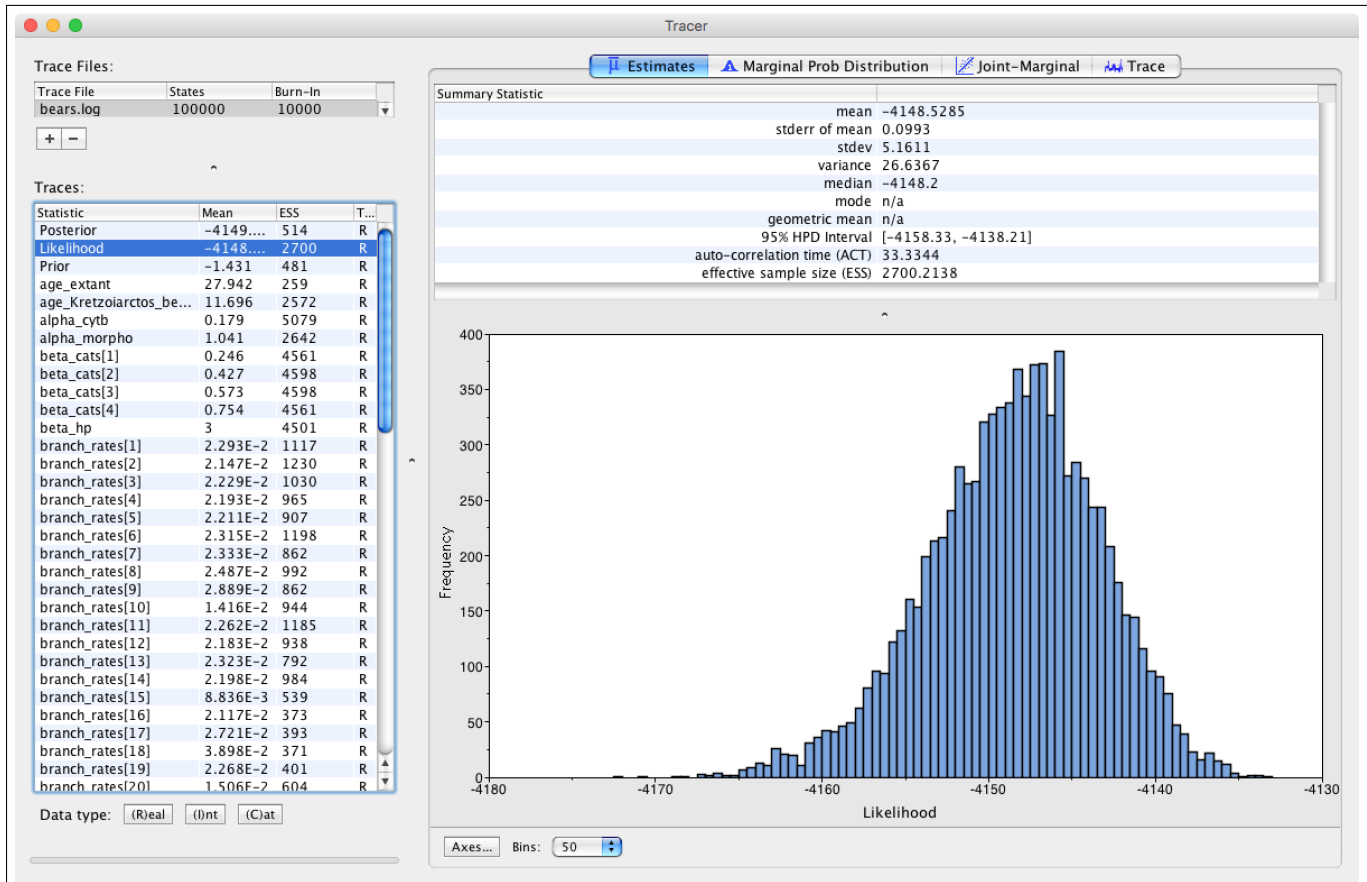 Tracer
Trace Files:
Trace File States Burn-In
bears.log 100000 10000
+ −
Traces:
Statistic Mean ESS T...
Posterior -4149.... 514 R
Likelihood -4148.... 2700 R
Prior -1.431 481 R
age_extant 27.942 259 R
age_Kretzoiarctos_be... 11.696 2572 R
alpha_cytb 0.179 5079 R
alpha_morpho 1.041 2642 R
beta_cats[1] 0.246 4561 R
beta_cats[2] 0.427 4598 R
beta_cats[3] 0.573 4598 R
beta_cats[4] 0.754 4561 R
beta_hp 3 4501 R
branch_rates[1] 2.293E-2 1117 R
branch_rates[2] 2.147E-2 1230 R
branch_rates[3] 2.229E-2 1030 R
branch_rates[4] 2.193E-2 965 R
branch_rates[5] 2.211E-2 907 R
branch_rates[6] 2.315E-2 1198 R
branch_rates[7] 2.333E-2 862 R
branch_rates[8] 2.487E-2 992 R
branch_rates[9] 2.889E-2 862 R
branch_rates[10] 1.416E-2 944 R
branch_rates[11] 2.262E-2 1185 R
branch_rates[12] 2.183E-2 938 R
branch_rates[13] 2.323E-2 792 R
branch_rates[14] 2.198E-2 984 R
branch_rates[15] 8.836E-3 539 R
branch_rates[16] 2.117E-2 373 R
branch_rates[17] 2.721E-2 393 R
branch_rates[18] 3.898E-2 371 R
branch_rates[19] 2.268E-2 401 R
branch_rates[20] 1.506E-2 604 R
Data type: (R)eal (I)nt (C)at
μ Estimates Marginal Prob Distribution Joint-Marginal Trace
Summary Statistic
mean -4148.5285
stderr of mean 0.0993
stdev 5.1611
variance 26.6367
median -4148.2
mode n/a
geometric mean n/a
95% HPD Interval [-4158.33, -4138.21]
auto-correlation time (ACT) 33.3344
effective sample size (ESS) 2700.2138
400
350
300
250
200
150
100
50
0
Frequency
-4180 -4170 -4160 -4150 -4140 -4130
Likelihood
Axes... Bins: 50